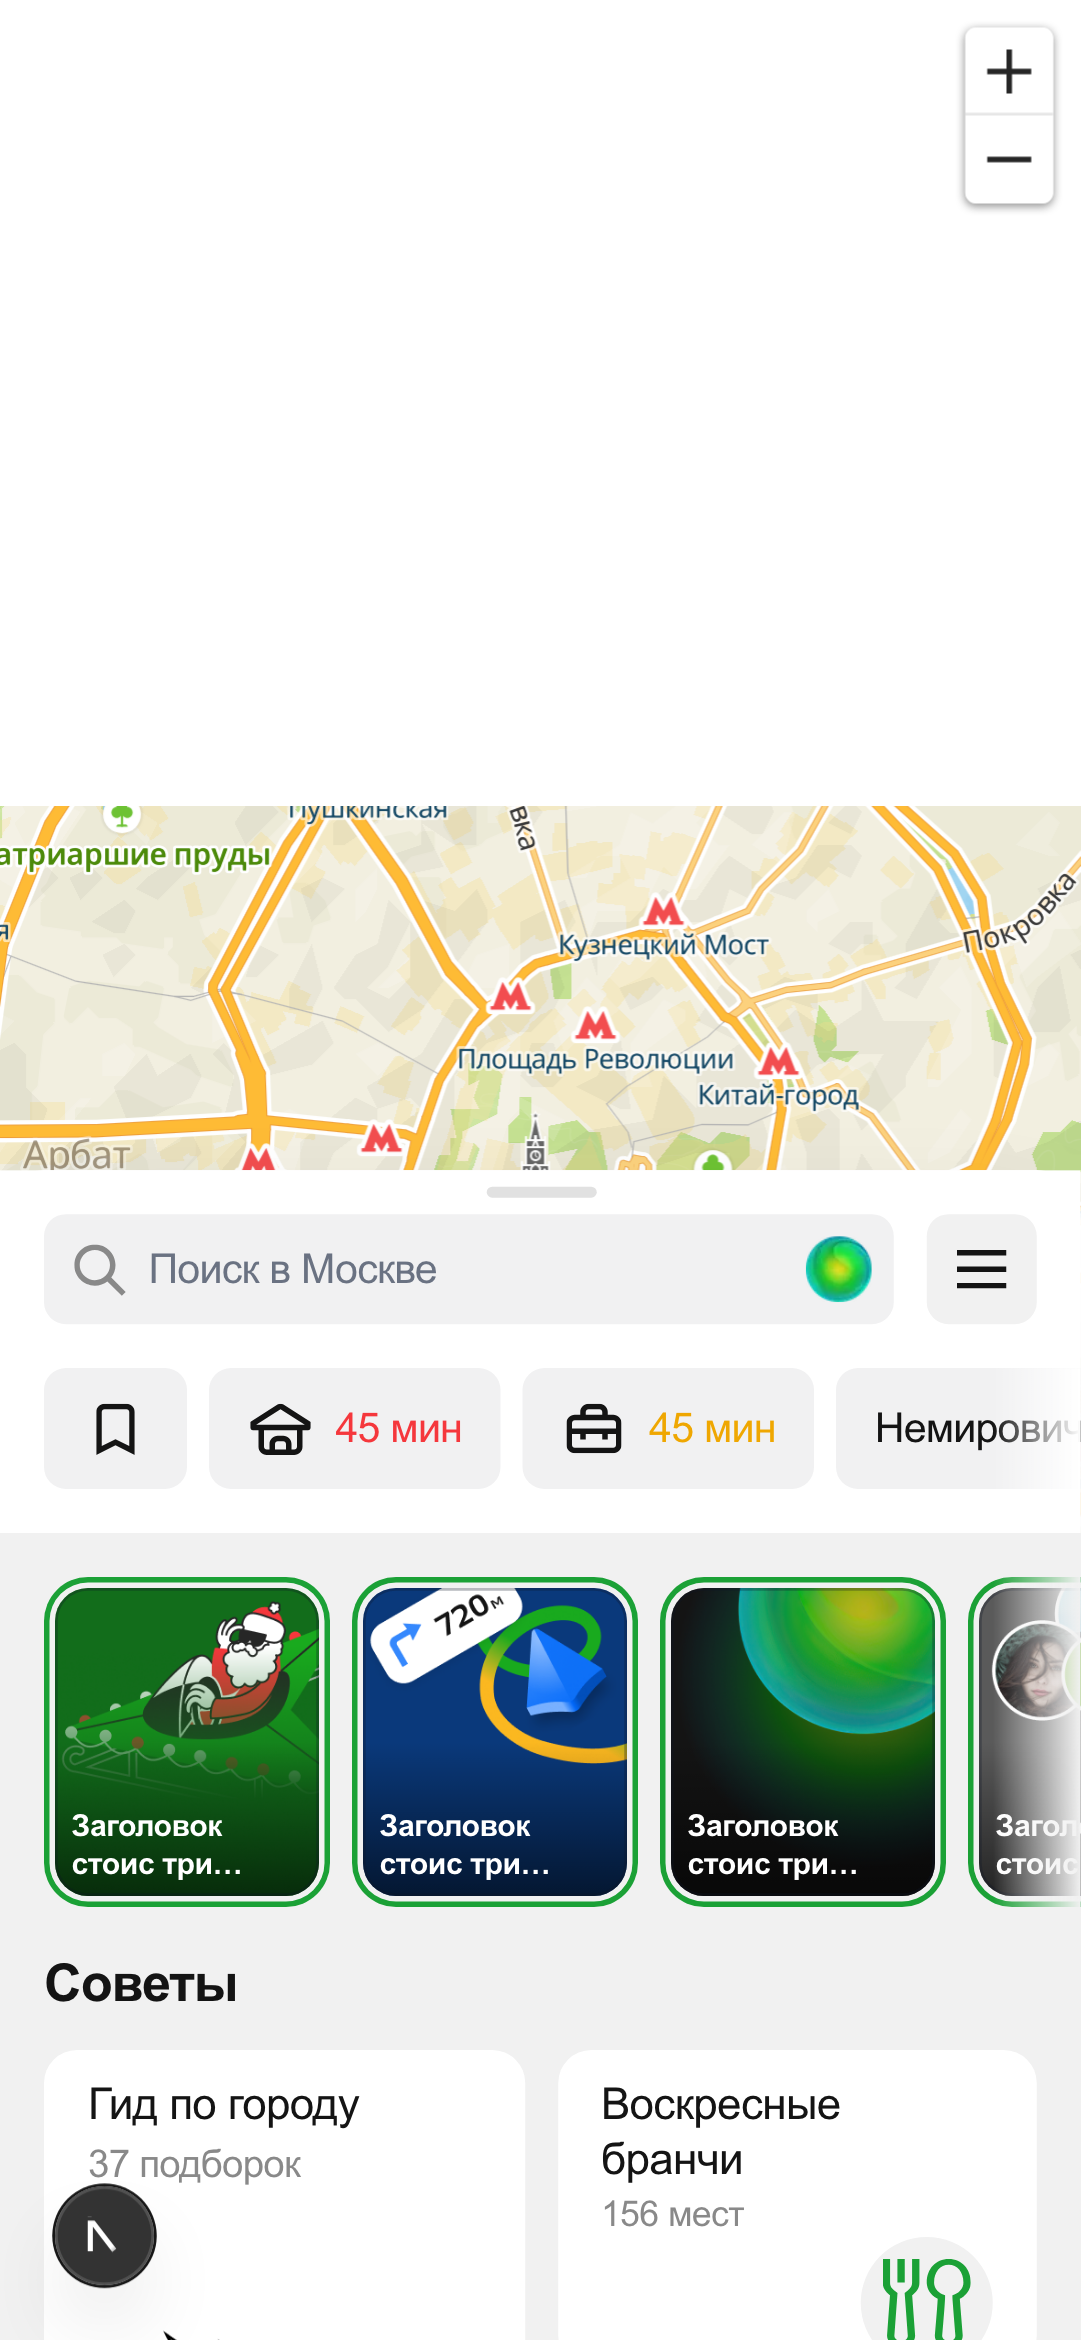 +
−
Пушкинская
вка
атриаршие пруды
я
Покровка
Кузнецкий Мост
Площадь Революции
Китай-город
Арбат
Поиск в Москве
45 мин
45 мин
Немирович
720м
Заголовок
стоис три...
Заголовок
стоис три...
Заголовок
стоис три...
Загол
стоис
Советы
Гид по городу
37 подборок
Воскресные
бранчи
156 мест
N